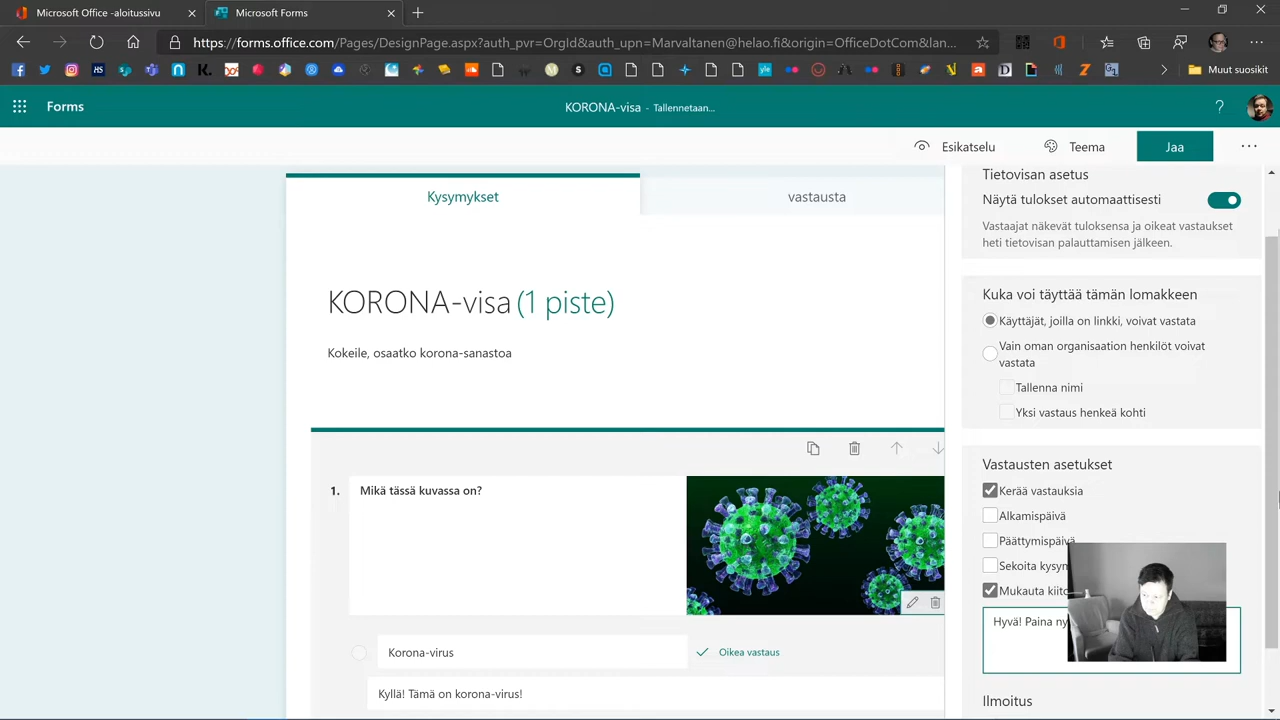 Microsoft Office -aloitussivu
Microsoft Forms
https://forms.office.com/Pages/DesignPage.aspx?auth_pvr=OrgId&auth_upn=Marvaltanen@helao.fi&origin=OfficeDotCom&lan...
Muut suosikit
Forms
KORONA-visa - Tallennetaan...
?
Esikatselu
Teema
Jaa
Kysymykset
vastausta
KORONA-visa (1 piste)
Kokeile, osaatko korona-sanastoa
1. Mikä tässä kuvassa on?
Korona-virus
Oikea vastaus
Kyllä! Tämä on korona-virus!
Tietovisan asetus
Näytä tulokset automaattisesti
Vastaajat näkevät tuloksensa ja oikeat vastaukset
heti tietovisan palauttamisen jälkeen.
Kuka voi täyttää tämän lomakkeen
Käyttäjät, joilla on linkki, voivat vastata
Vain oman organisaation henkilöt voivat
vastata
Tallenna nimi
Yksi vastaus henkeä kohti
Vastausten asetukset
Kerää vastauksia
Alkamispäivä
Päättymispäivä
Sekoita
Mukauta
Hyvä! Paina
Ilmoitus